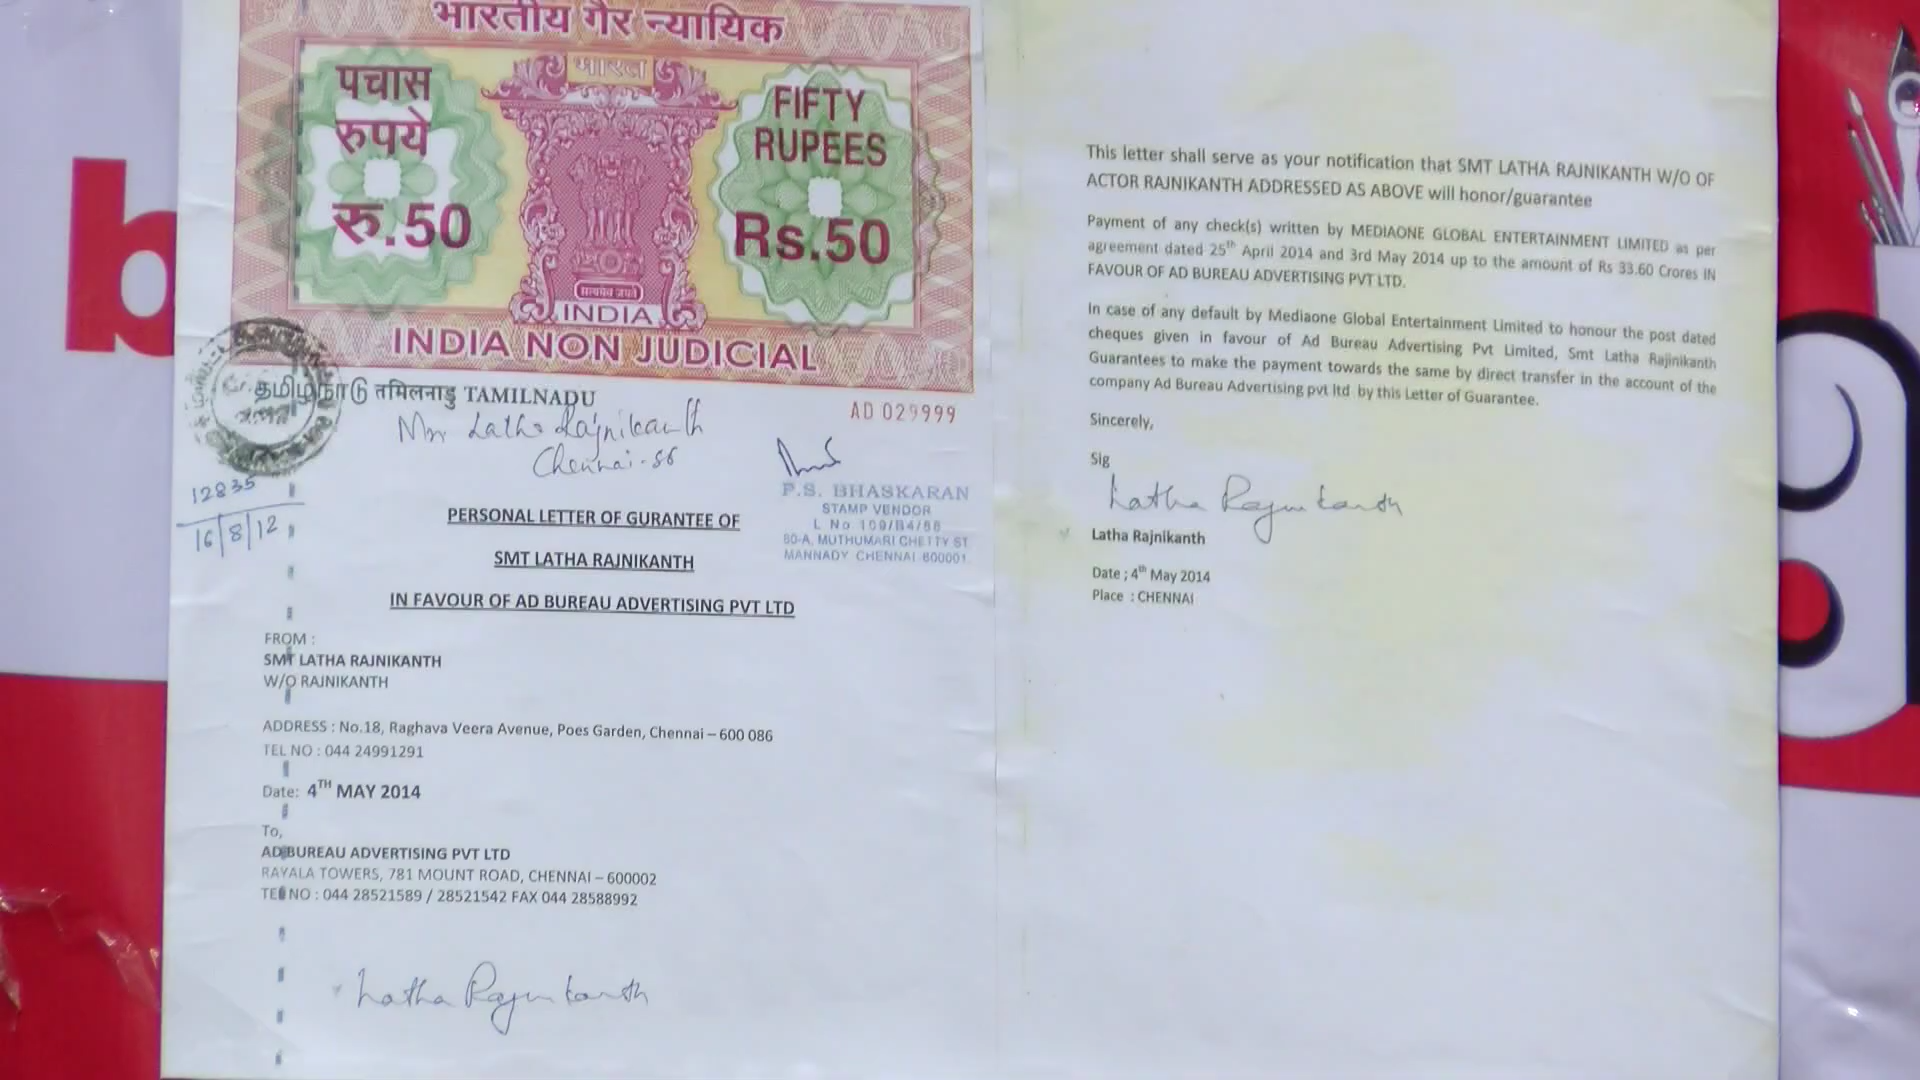 b
भारतीय गैर न्यायिक
भारत
पचास
रुपये
रु.50
FIFTY
RUPEES
Rs.50
सत्यमेव जयते
INDIA
INDIA NON JUDICIAL
தமிழ்நாடு तमिलनाडु TAMILNADU
AD 029999
Mrs Latha Rajnikanth
Chennai-86
12835
16/8/12
P.S. BHASKARAN
STAMP VENDOR
L No 109/B4/88
80-A, MUTHUMARI CHETTY ST
MANNADY CHENNAI-600001.
PERSONAL LETTER OF GURANTEE OF
SMT LATHA RAJNIKANTH
IN FAVOUR OF AD BUREAU ADVERTISING PVT LTD
FROM :
SMT LATHA RAJNIKANTH
W/O RAJNIKANTH
ADDRESS : No.18, Raghava Veera Avenue, Poes Garden, Chennai – 600 086
TEL NO : 044 24991291
Date: 4TH MAY 2014
To,
AD BUREAU ADVERTISING PVT LTD
RAYALA TOWERS, 781 MOUNT ROAD, CHENNAI – 600002
TEL NO : 044 28521589 / 28521542 FAX 044 28588992
Latha Rajnikanth
This letter shall serve as your notification that SMT LATHA RAJNIKANTH W/O OF
ACTOR RAJNIKANTH ADDRESSED AS ABOVE will honor/guarantee
Payment of any check(s) written by MEDIAONE GLOBAL ENTERTAINMENT LIMITED as per
agreement dated 25th April 2014 and 3rd May 2014 up to the amount of Rs 33.60 Crores IN
FAVOUR OF AD BUREAU ADVERTISING PVT LTD.
In case of any default by Mediaone Global Entertainment Limited to honour the post dated
cheques given in favour of Ad Bureau Advertising Pvt Limited, Smt Latha Rajinikanth
Guarantees to make the payment towards the same by direct transfer in the account of the
company Ad Bureau Advertising pvt ltd by this Letter of Guarantee.
Sincerely,
Sig
Latha Rajnikanth
Latha Rajnikanth
Date ; 4th May 2014
Place : CHENNAI